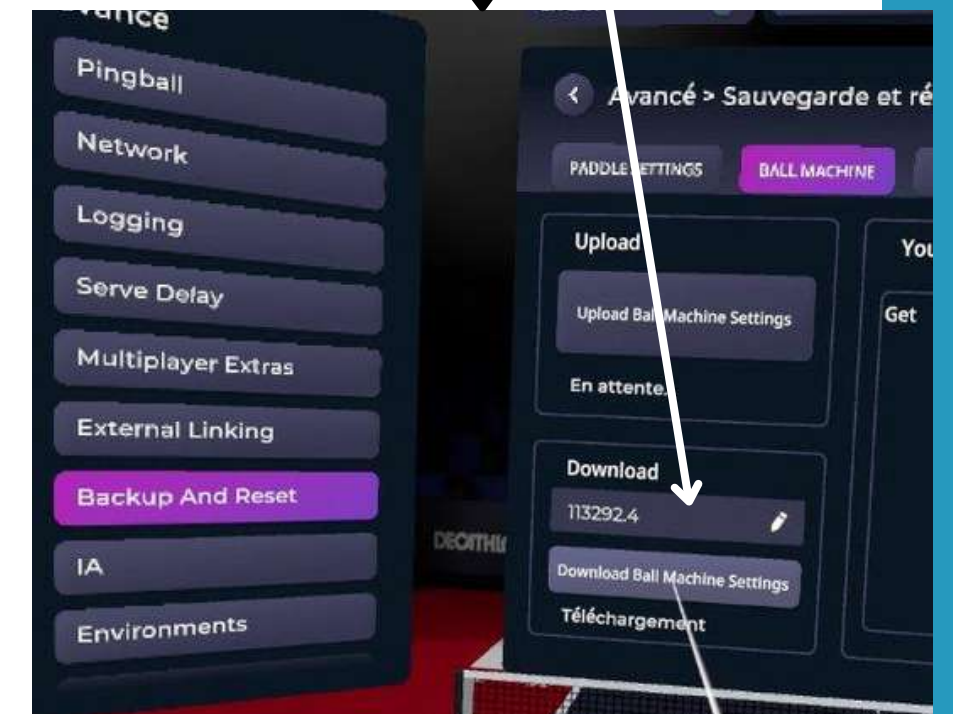 Pingball
Network
Logging
Serve Delay
Multiplayer Extras
External Linking
Backup And Reset
IA
Environments
Avancé > Sauvegarde et ré
PADDLE SETTINGS
BALL MACHINE
Upload
Upload Ball Machine Settings
En attente.
Download
113292.4
Download Ball Machine Settings
Téléchargement
You
Get